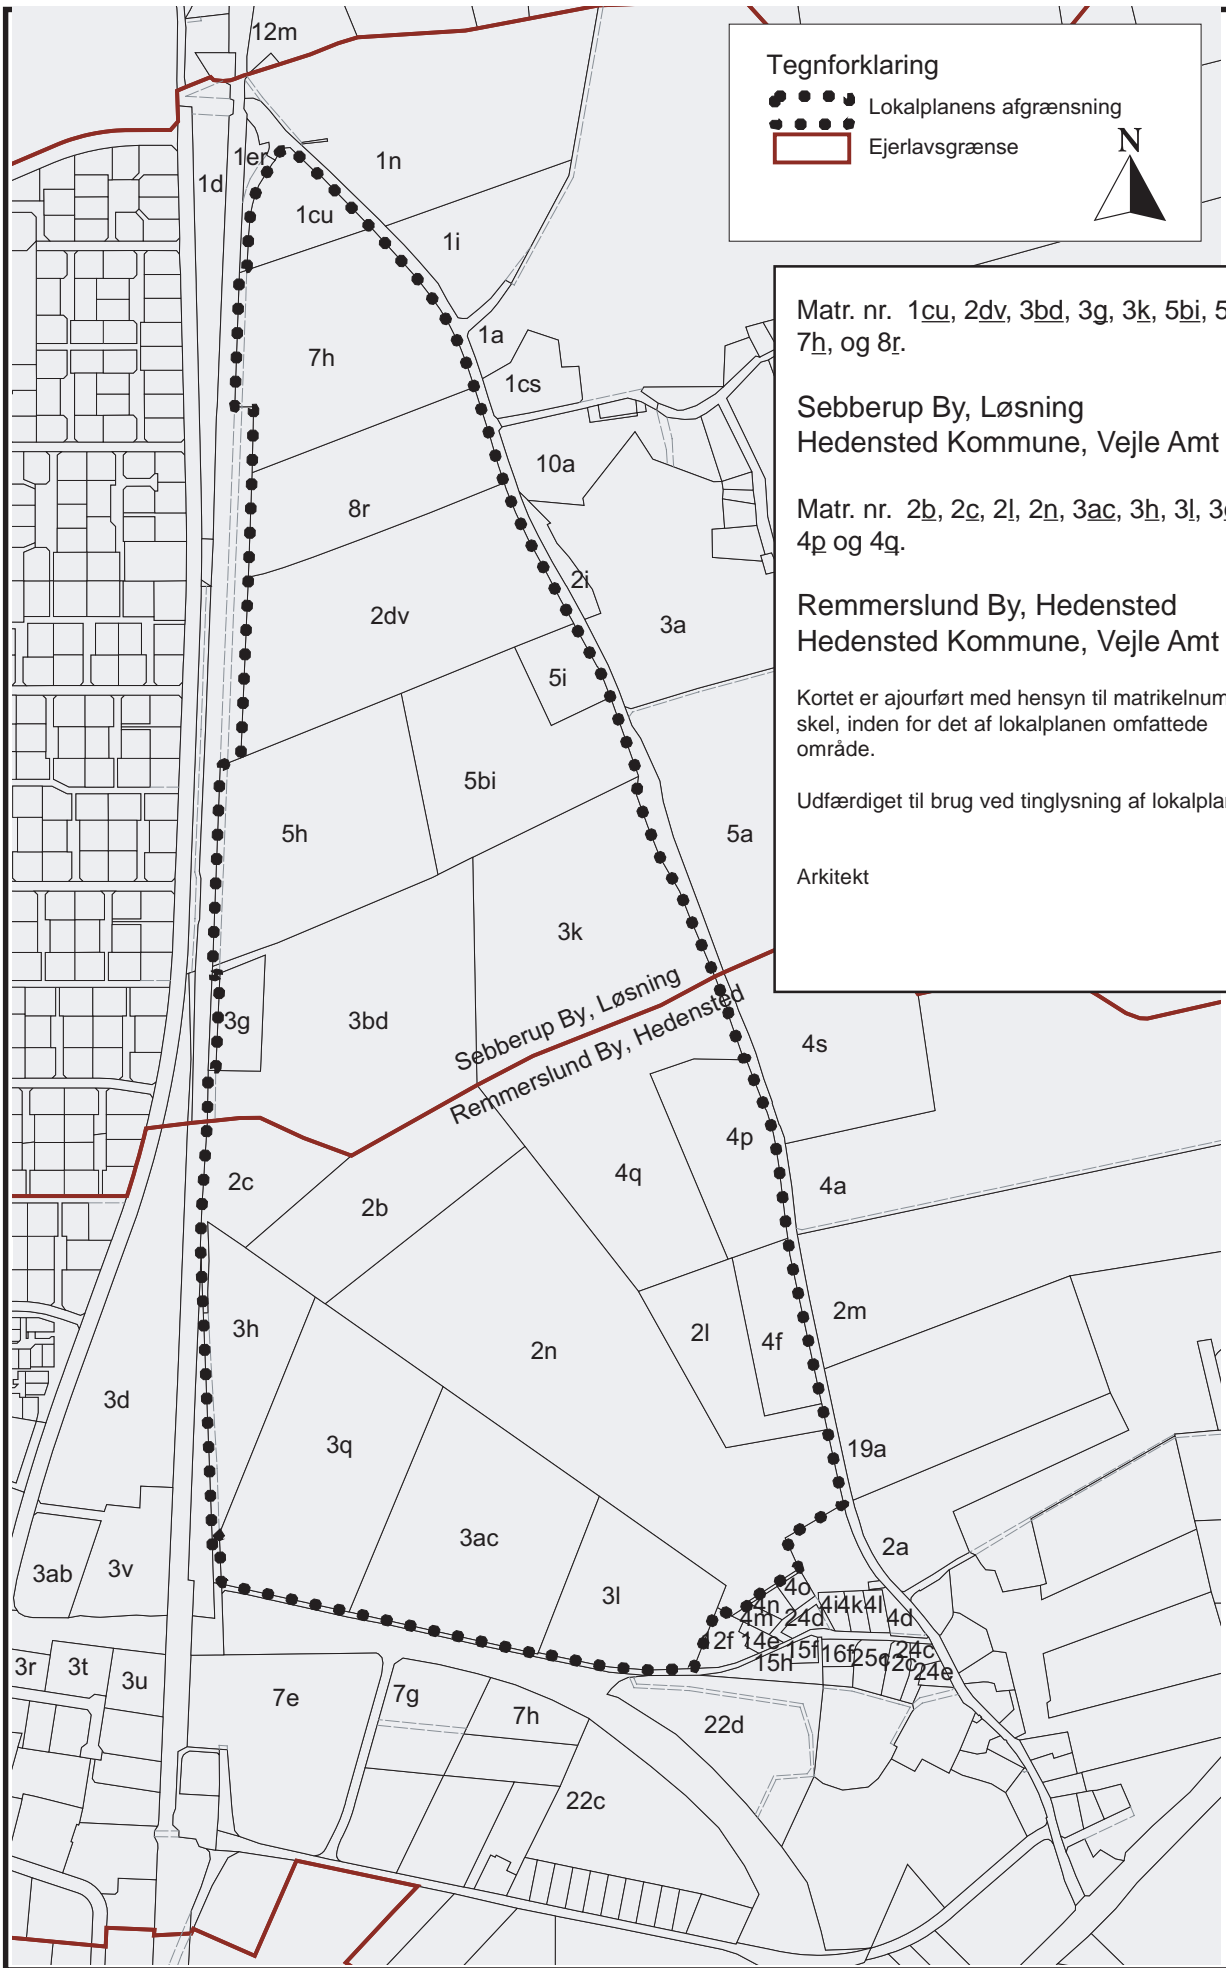 12m
Tegnforklaring
Lokalplanens afgrænsning
Ejerlavsgrænse
N
1er
1n
1d
1cu
1i
1a
7h
1cs
Matr. nr. 1cu, 2dv, 3bd, 3g, 3k, 5bi, 5
7h, og 8r.
Sebberup By, Løsning
Hedensted Kommune, Vejle Amt
Matr. nr. 2b, 2c, 2l, 2n, 3ac, 3h, 3l, 3q
4p og 4q.
Remmerslund By, Hedensted
Hedensted Kommune, Vejle Amt
Kortet er ajourført med hensyn til matrikelnum
skel, inden for det af lokalplanen omfattede
område.
Udfærdiget til brug ved tinglysning af lokalpla
Arkitekt
10a
8r
2i
2dv
3a
5i
5bi
5h
5a
3k
3g
3bd
Sebberup By, Løsning
Remmerslund By, Hedensted
4s
4p
4q
4a
2c
2b
2m
3h
2l
4f
2n
3d
3q
19a
3ac
2a
3ab
3v
3l
4o
4n
4i
4k
4l
4m
24d
4d
12f
14e
15f
16f
25c
12c
24c
15h
24e
3r
3t
3u
7e
7g
7h
22d
22c